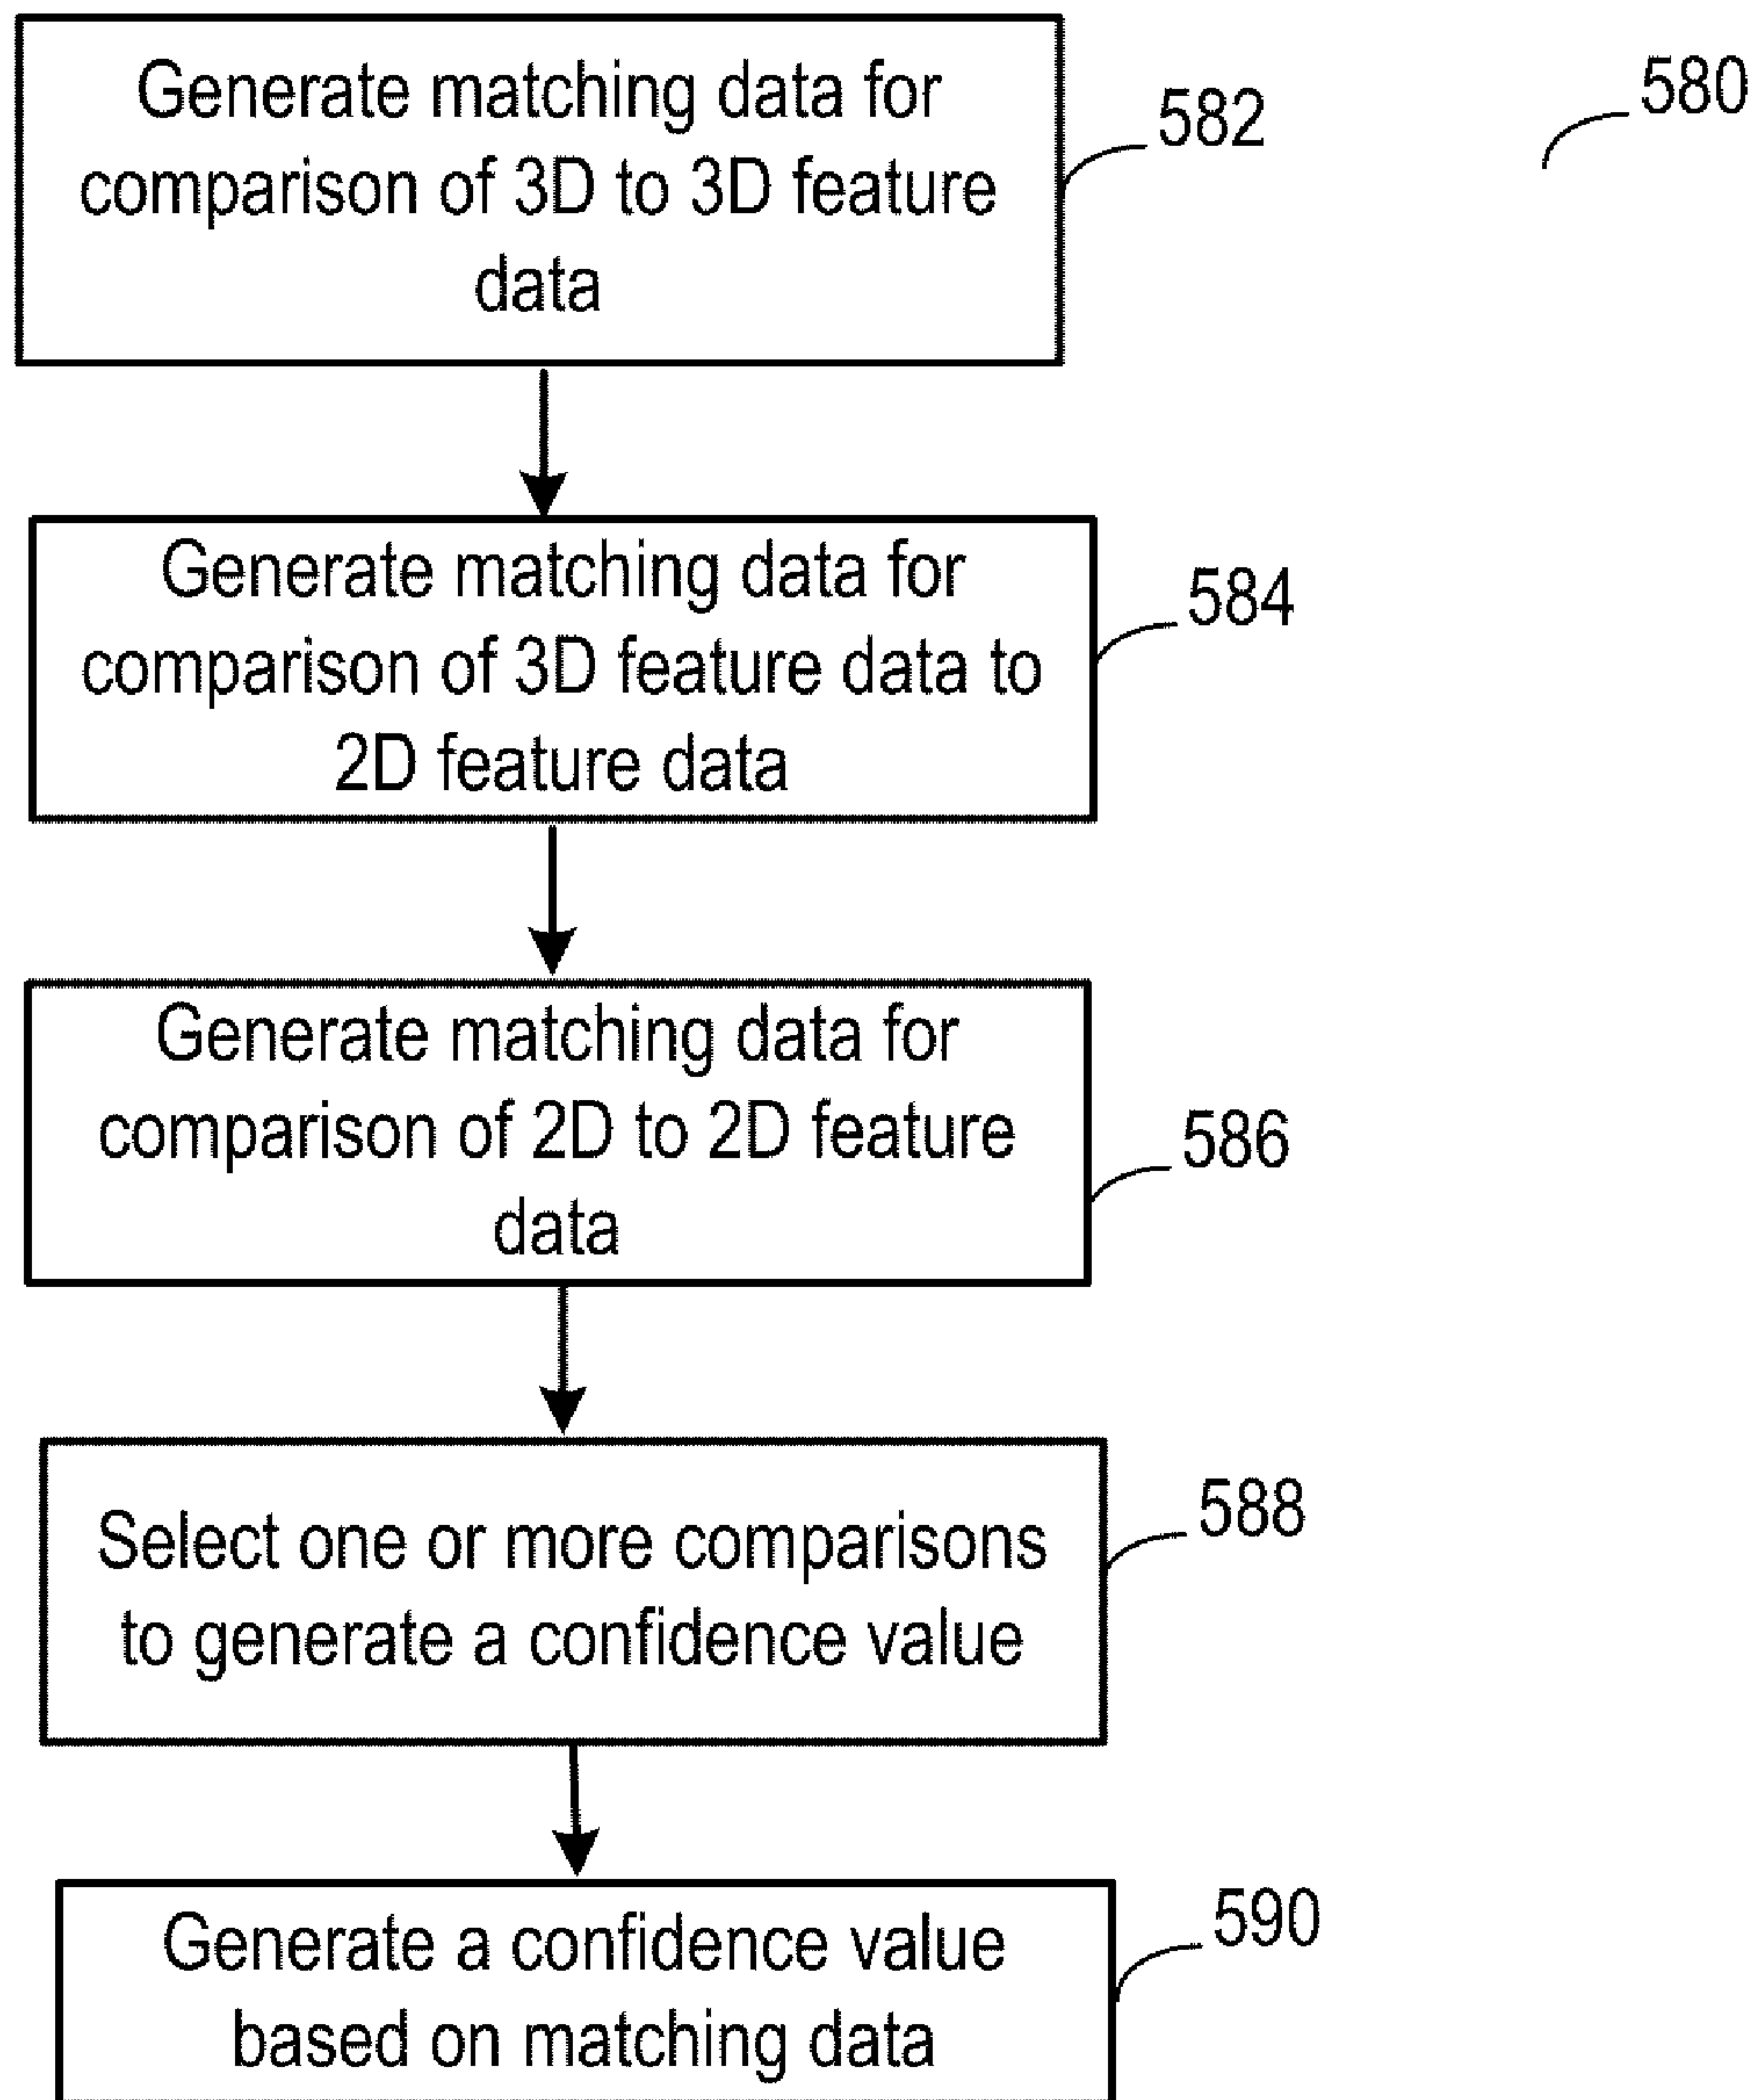 Generate matching data for
comparison of 3D to 3D feature
data
582
580
Generate matching data for
comparison of 3D feature data to
2D feature data
584
Generate matching data for
comparison of 2D to 2D feature
data
586
Select one or more comparisons
to generate a confidence value
588
Generate a confidence value
based on matching data
590